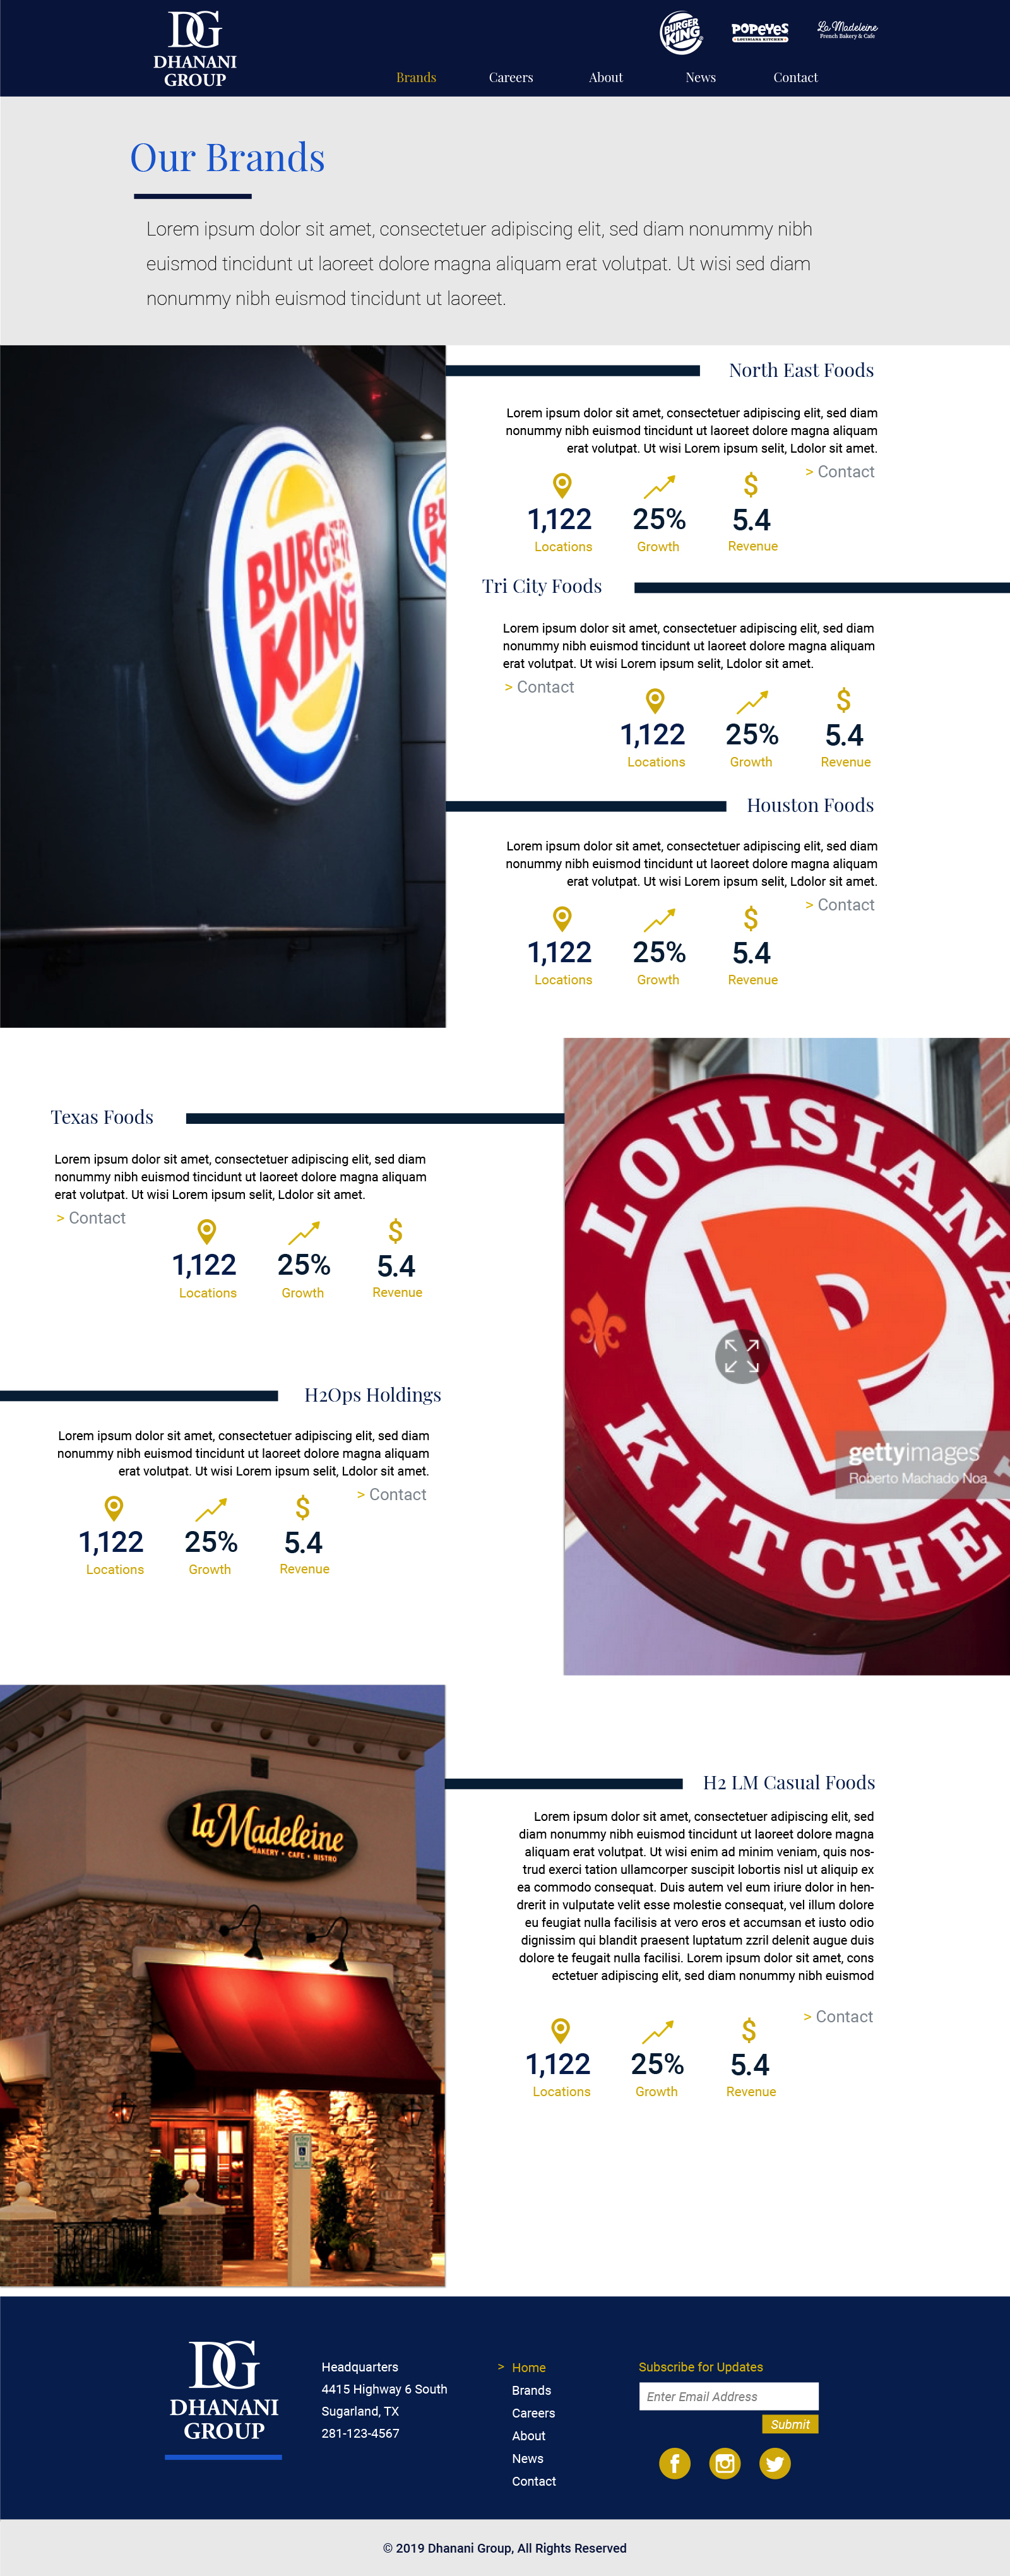 DG
DHANANI
GROUP
BURGER
KING
POPEYES
LOUISIANA KITCHEN
La Madeleine
French Bakery & Cafe
Brands
Careers
About
News
Contact
Our Brands
Lorem ipsum dolor sit amet, consectetuer adipiscing elit, sed diam nonummy nibh
euismod tincidunt ut laoreet dolore magna aliquam erat volutpat. Ut wisi sed diam
nonummy nibh euismod tincidunt ut laoreet.
BURG
KING
BU
KI
North East Foods
Lorem ipsum dolor sit amet, consectetuer adipiscing elit, sed diam
nonummy nibh euismod tincidunt ut laoreet dolore magna aliquam
erat volutpat. Ut wisi Lorem ipsum selit, Ldolor sit amet.
> Contact
$
1,122
25%
5.4
Locations
Growth
Revenue
Tri City Foods
Lorem ipsum dolor sit amet, consectetuer adipiscing elit, sed diam
nonummy nibh euismod tincidunt ut laoreet dolore magna aliquam
erat volutpat. Ut wisi Lorem ipsum selit, Ldolor sit amet.
> Contact
$
1,122
25%
5.4
Locations
Growth
Revenue
Houston Foods
Lorem ipsum dolor sit amet, consectetuer adipiscing elit, sed diam
nonummy nibh euismod tincidunt ut laoreet dolore magna aliquam
erat volutpat. Ut wisi Lorem ipsum selit, Ldolor sit amet.
> Contact
$
1,122
25%
5.4
Locations
Growth
Revenue
Texas Foods
Lorem ipsum dolor sit amet, consectetuer adipiscing elit, sed diam
nonummy nibh euismod tincidunt ut laoreet dolore magna aliquam
erat volutpat. Ut wisi Lorem ipsum selit, Ldolor sit amet.
> Contact
$
1,122
25%
5.4
Locations
Growth
Revenue
LOUISIANA
P
KITCHE
gettyimages
Roberto Machado Noa
H2Ops Holdings
Lorem ipsum dolor sit amet, consectetuer adipiscing elit, sed diam
nonummy nibh euismod tincidunt ut laoreet dolore magna aliquam
erat volutpat. Ut wisi Lorem ipsum selit, Ldolor sit amet.
> Contact
$
1,122
25%
5.4
Locations
Growth
Revenue
la Madeleine
BAKERY • CAFE • BISTRO
H2 LM Casual Foods
Lorem ipsum dolor sit amet, consectetuer adipiscing elit, sed
diam nonummy nibh euismod tincidunt ut laoreet dolore magna
aliquam erat volutpat. Ut wisi enim ad minim veniam, quis nos-
trud exerci tation ullamcorper suscipit lobortis nisl ut aliquip ex
ea commodo consequat. Duis autem vel eum iriure dolor in hen-
drerit in vulputate velit esse molestie consequat, vel illum dolore
eu feugiat nulla facilisis at vero eros et accumsan et iusto odio
dignissim qui blandit praesent luptatum zzril delenit augue duis
dolore te feugait nulla facilisi. Lorem ipsum dolor sit amet, cons
ectetuer adipiscing elit, sed diam nonummy nibh euismod
> Contact
$
1,122
25%
5.4
Locations
Growth
Revenue
DG
DHANANI
GROUP
Headquarters
4415 Highway 6 South
Sugarland, TX
281-123-4567
> Home
Brands
Careers
About
News
Contact
Subscribe for Updates
Enter Email Address
Submit
© 2019 Dhanani Group, All Rights Reserved